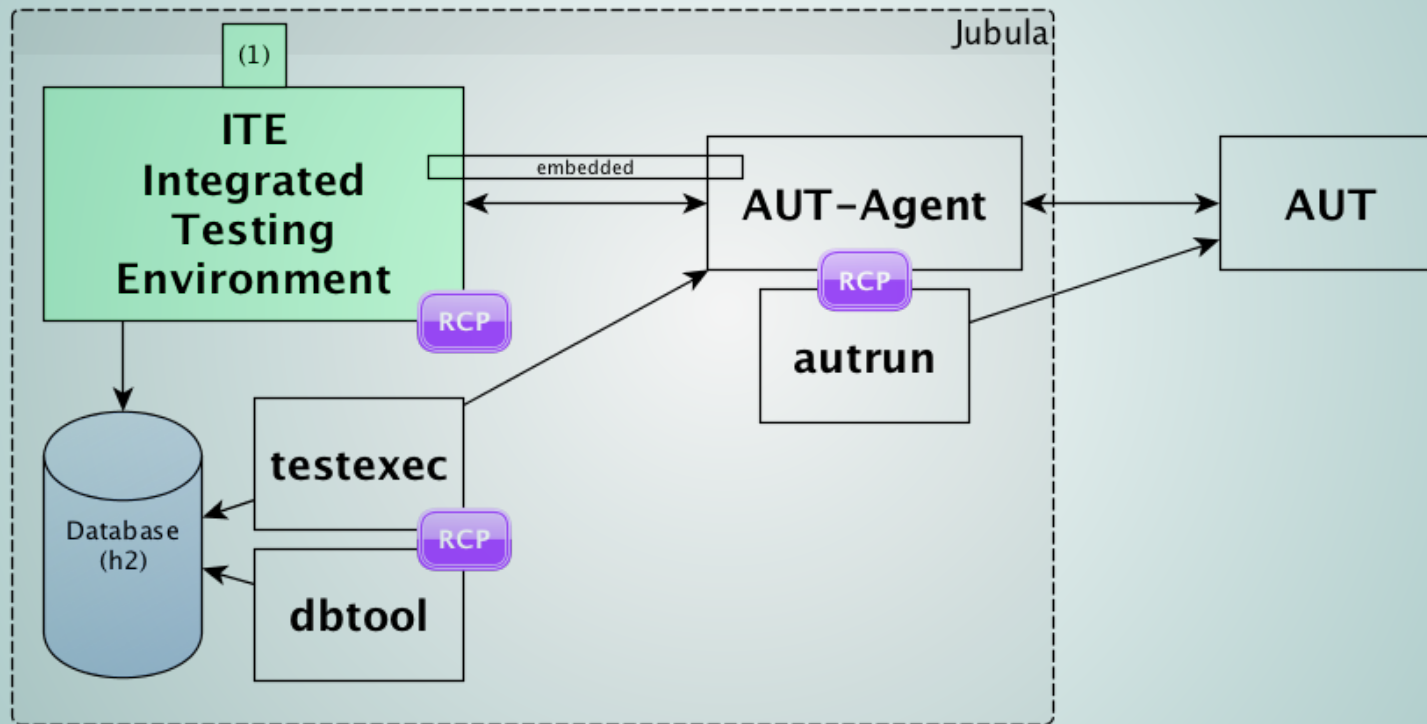 Jubula
(1)
ITE
Integrated
Testing
Environment
RCP
embedded
AUT-Agent
RCP
autrun
AUT
testexec
RCP
dbtool
Database
(h2)